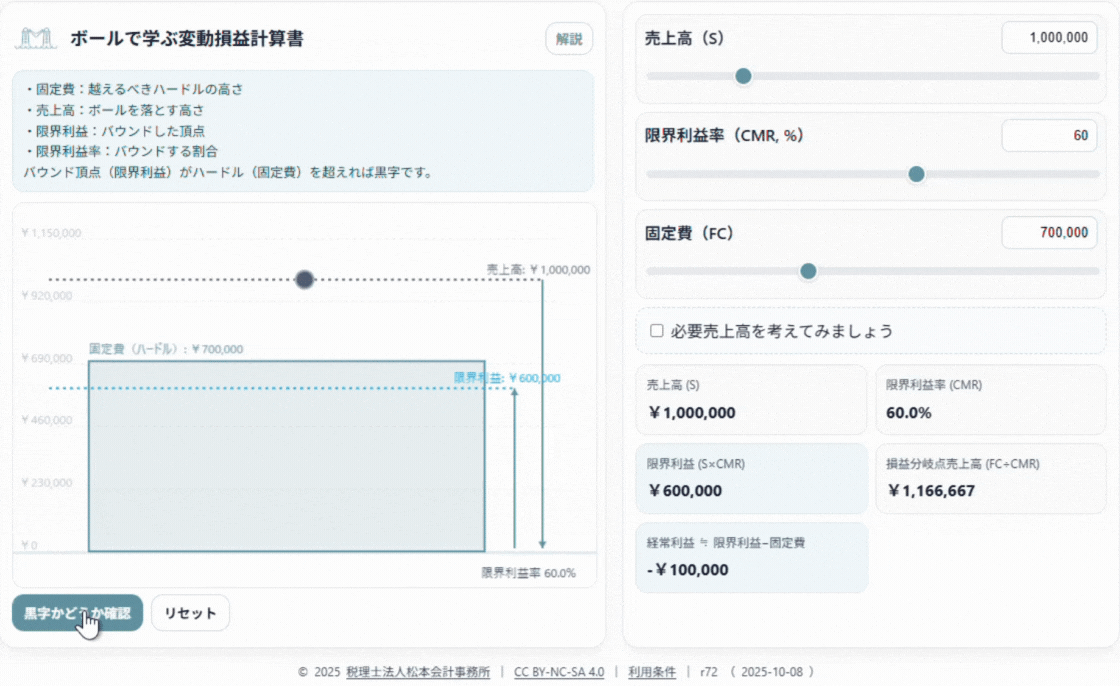 ボールで学ぶ変動損益計算書
解説
・固定費：越えるべきハードルの高さ
・売上高：ボールを落とす高さ
・限界利益：バウンドした頂点
・限界利益率：バウンドする割合
バウンド頂点（限界利益）がハードル（固定費）を超えれば黒字です。
¥1,150,000
売上高: ¥1,000,000
¥920,000
固定費（ハードル）: ¥700,000
¥690,000
限界利益: ¥600,000
¥460,000
¥230,000
¥0
限界利益率 60.0%
黒字かどうか確認
リセット
売上高（S）
1,000,000
限界利益率（CMR, %）
60
固定費（FC）
700,000
必要売上高を考えてみましょう
売上高 (S)
¥1,000,000
限界利益率 (CMR)
60.0%
限界利益 (S×CMR)
¥600,000
損益分岐点売上高 (FC÷CMR)
¥1,166,667
経常利益 ≒ 限界利益−固定費
-¥100,000
© 2025 税理士法人松本会計事務所 | CC BY-NC-SA 4.0 | 利用条件 | r72 （ 2025-10-08 ）